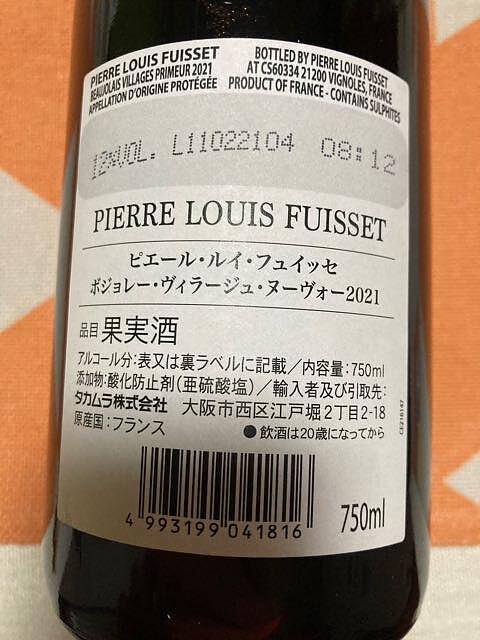 PIERRE LOUIS FUISSET
BEAUJOLAIS VILLAGES PRIMEUR 2021
APPELLATION D'ORIGINE PROTÉGÉE
BOTTLED BY PIERRE LOUIS FUISSET
AT CS60334 21200 VIGNOLES, FRANCE
PRODUCT OF FRANCE - CONTAINS SULPHITES
12%VOL. L11022104 08:12
PIERRE LOUIS FUISSET
ピエール・ルイ・フュイッセ
ボジョレー・ヴィラージュ・ヌーヴォー2021
品目 果実酒
アルコール分:表又は裏ラベルに記載/内容量:750ml
添加物:酸化防止剤(亜硫酸塩)/輸入者及び引取先:
タカムラ株式会社 大阪市西区江戸堀2丁目2-18
原産国:フランス
●飲酒は20歳になってから
CE216147
4 993199 041816
750ml